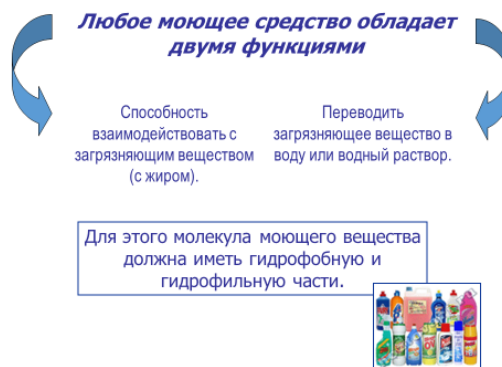 Любое моющее средство обладает
двумя функциями
Способность
взаимодействовать с
загрязняющим веществом
(с жиром).
Переводить
загрязняющее вещество в
воду или водный раствор.
Для этого молекула моющего вещества
должна иметь гидрофобную и
гидрофильную части.